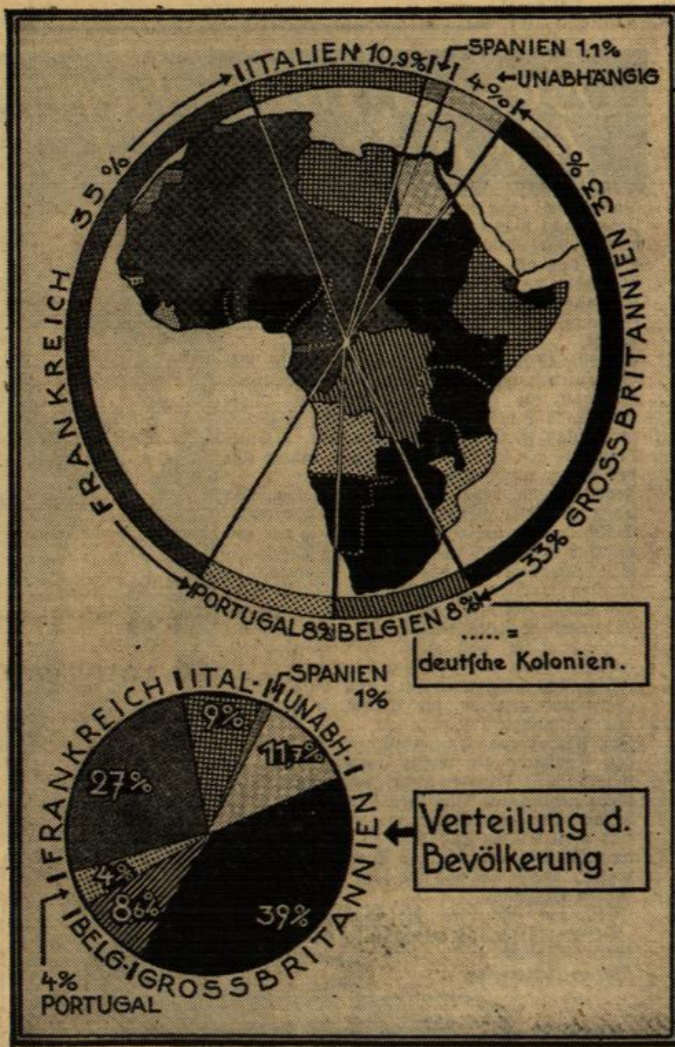 ITALIEN 10,9%
SPANIEN 1,1%
4% UNABHÄNGIG
35%
FRANKREICH
33%
GROSSBRITANNIEN
33%
PORTUGAL 8%
BELGIEN 8%
..... =
deutſche Kolonien.
FRANKREICH
ITAL-
SPANIEN
1%
UNABH-
9%
11,7%
27%
4%
8,6%
39%
BELG-
GROSSBRITANNIEN
4%
PORTUGAL
Verteilung d.
Bevölkerung.